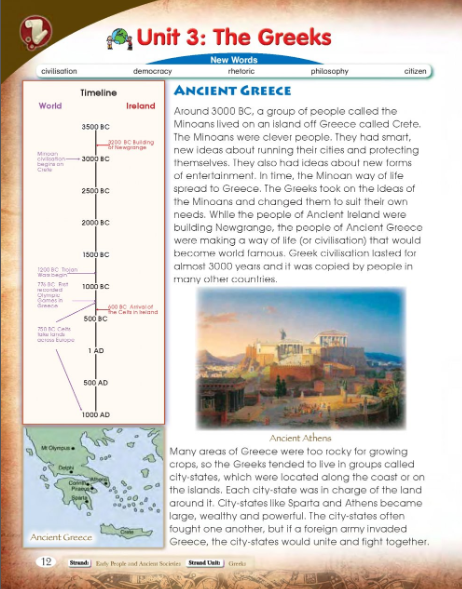 Unit 3: The Greeks
New Words
civilisation democracy rhetoric philosophy citizen
Timeline
World Ireland
3500 BC
3200 BC Building
of Newgrange
Minoan
civilisation
begins on
Crete
3000 BC
2500 BC
2000 BC
1500 BC
1200 BC Trojan
Wars begin
776 BC First
recorded
Olympic
Games in
Greece
1000 BC
600 BC Arrival of
the Celts in Ireland
500 BC
750 BC Celts
take lands
across Europe
1 AD
500 AD
1000 AD
Mt Olympus
Delphi
Athens
Sparta
Crete
Ancient Greece
ANCIENT GREECE
Around 3000 BC, a group of people called the
Minoans lived on an island off Greece called Crete.
The Minoans were clever people. They had smart,
new ideas about running their cities and protecting
themselves. They also had ideas about new forms
of entertainment. In time, the Minoan way of life
spread to Greece. The Greeks took on the ideas of
the Minoans and changed them to suit their own
needs. While the people of Ancient Ireland were
building Newgrange, the people of Ancient Greece
were making a way of life (or civilisation) that would
become world famous. Greek civilisation lasted for
almost 3000 years and it was copied by people in
many other countries.
Ancient Athens
Many areas of Greece were too rocky for growing
crops, so the Greeks tended to live in groups called
city-states, which were located along the coast or on
the islands. Each city-state was in charge of the land
around it. City-states like Sparta and Athens became
large, wealthy and powerful. The city-states often
fought one another, but if a foreign army invaded
Greece, the city-states would unite and fight together.
12 Strand: Early People and Ancient Societies Strand Unit: Greeks